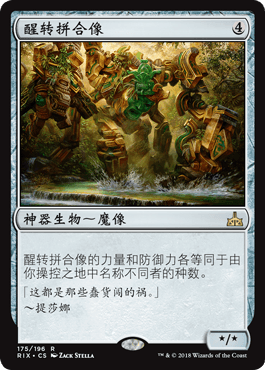 醒转拼合像 4
神器生物～魔像
醒转拼合像的力量和防御力各等同于由
你操控之地中名称不同者的种数。
「这都是那些蠢货闯的祸。」
～提莎娜
175/196 R
RIX • CS Zack Stella
*/*
™ & © 2018 Wizards of the Coast